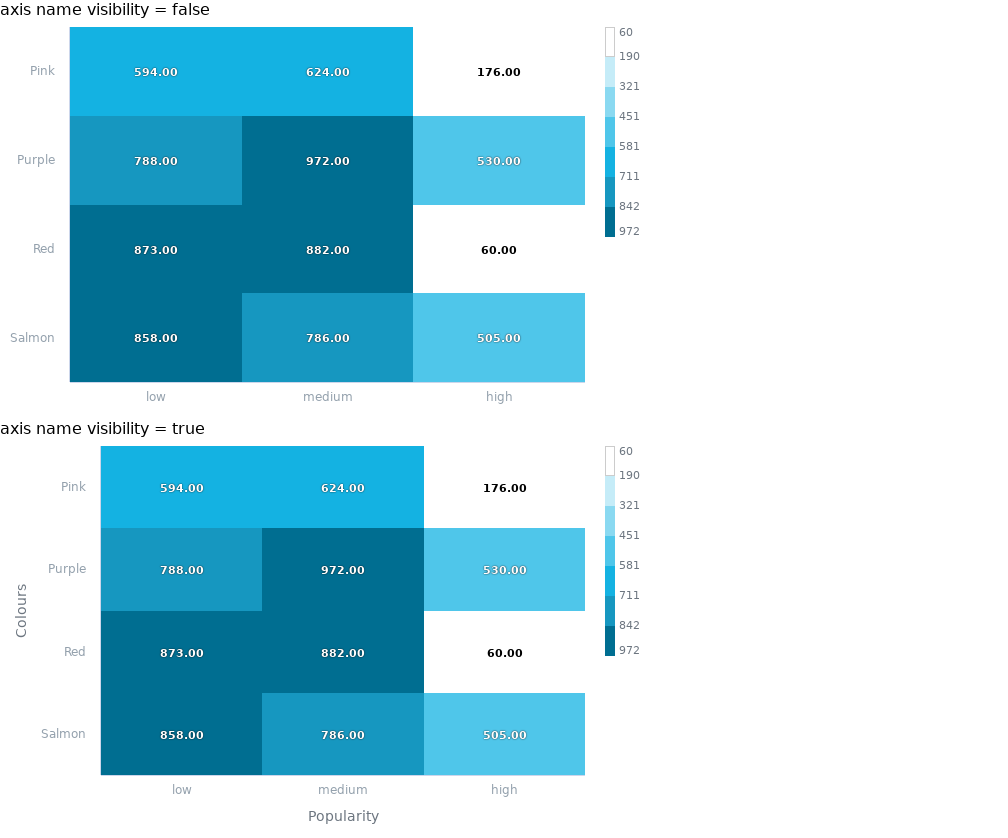 axis name visibility = false
60
Pink 594.00 624.00 176.00
190
321
451
581
Purple 788.00 972.00 530.00
711
842
972
Red 873.00 882.00 60.00
Salmon 858.00 786.00 505.00
low medium high
axis name visibility = true
60
190
Pink 594.00 624.00 176.00
321
451
581
Purple 788.00 972.00 530.00
711
842
972
Colours
Red 873.00 882.00 60.00
Salmon 858.00 786.00 505.00
low medium high
Popularity